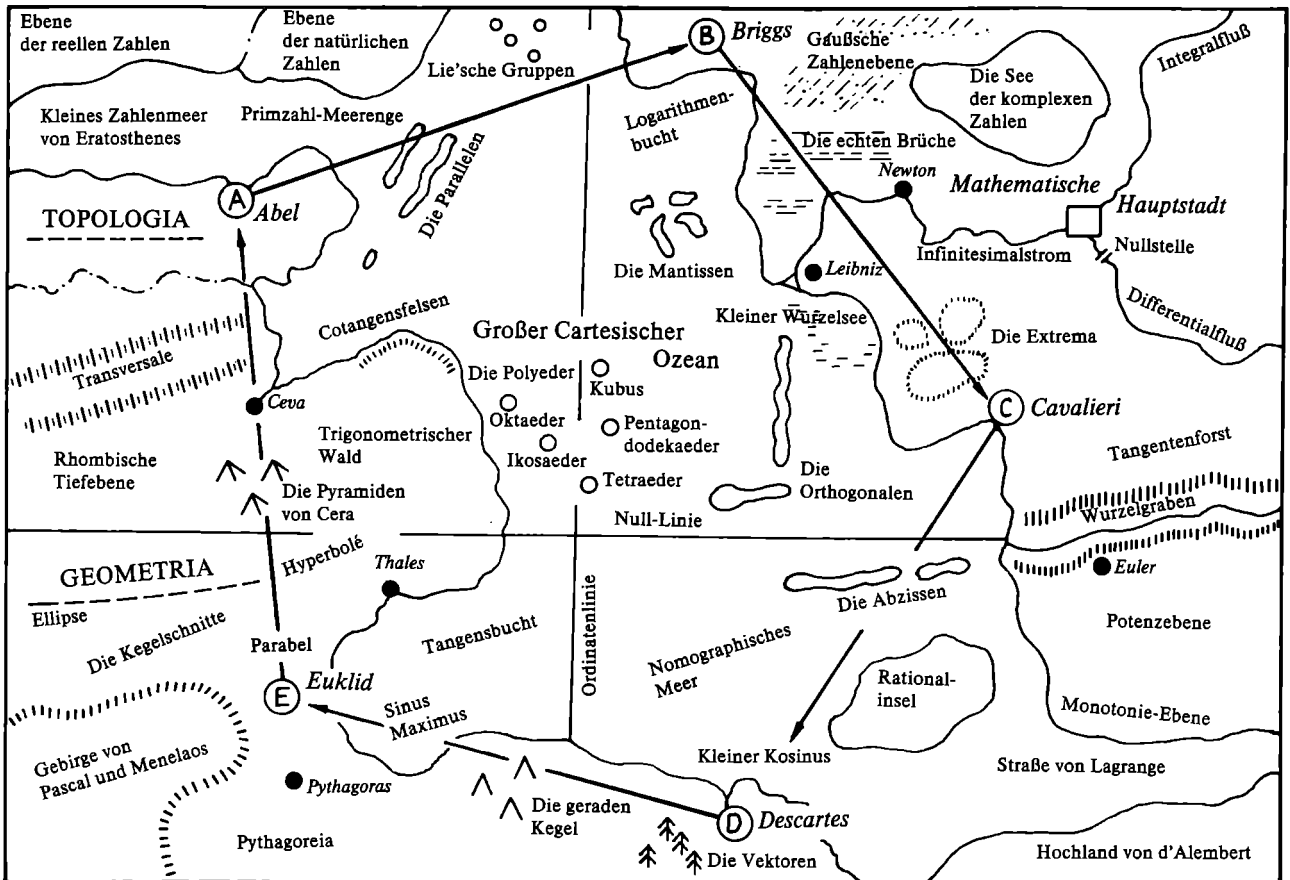 Ebene
der reellen Zahlen
Ebene
der natürlichen
Zahlen
Lie'sche Gruppen
B
Briggs
Gaußsche
Zahlenebene
Die See
der komplexen
Zahlen
Integralfluß
Kleines Zahlenmeer
von Eratosthenes
Primzahl-Meerenge
Logarithmen-
bucht
Die echten Brüche
Newton
Mathematische
Hauptstadt
TOPOLOGIA
A
Abel
Die Parallelen
Die Mantissen
Leibniz
Infinitesimalstrom
Nullstelle
Differentialfluß
Cotangensfelsen
Großer Cartesischer
Ozean
Kleiner Wurzelsee
Die Extrema
Transversale
Ceva
Die Polyeder
Kubus
Oktaeder
Pentagon-
dodekaeder
Ikosaeder
Tetraeder
C
Cavalieri
Rhombische
Tiefebene
Trigonometrischer
Wald
Die Pyramiden
von Cera
Null-Linie
Die
Orthogonalen
Tangentenforst
Wurzelgraben
GEOMETRIA
Hyperbolé
Thales
Euler
Ellipse
Die Kegelschnitte
Parabel
Tangensbucht
Ordinatenlinie
Die Abzissen
Nomographisches
Meer
Potenzebene
E
Euklid
Sinus
Maximus
Rational-
insel
Monotonie-Ebene
Gebirge von
Pascal und Menelaos
Pythagoras
Kleiner Kosinus
Straße von Lagrange
Pythagoreia
Die geraden
Kegel
D
Descartes
Die Vektoren
Hochland von d'Alembert